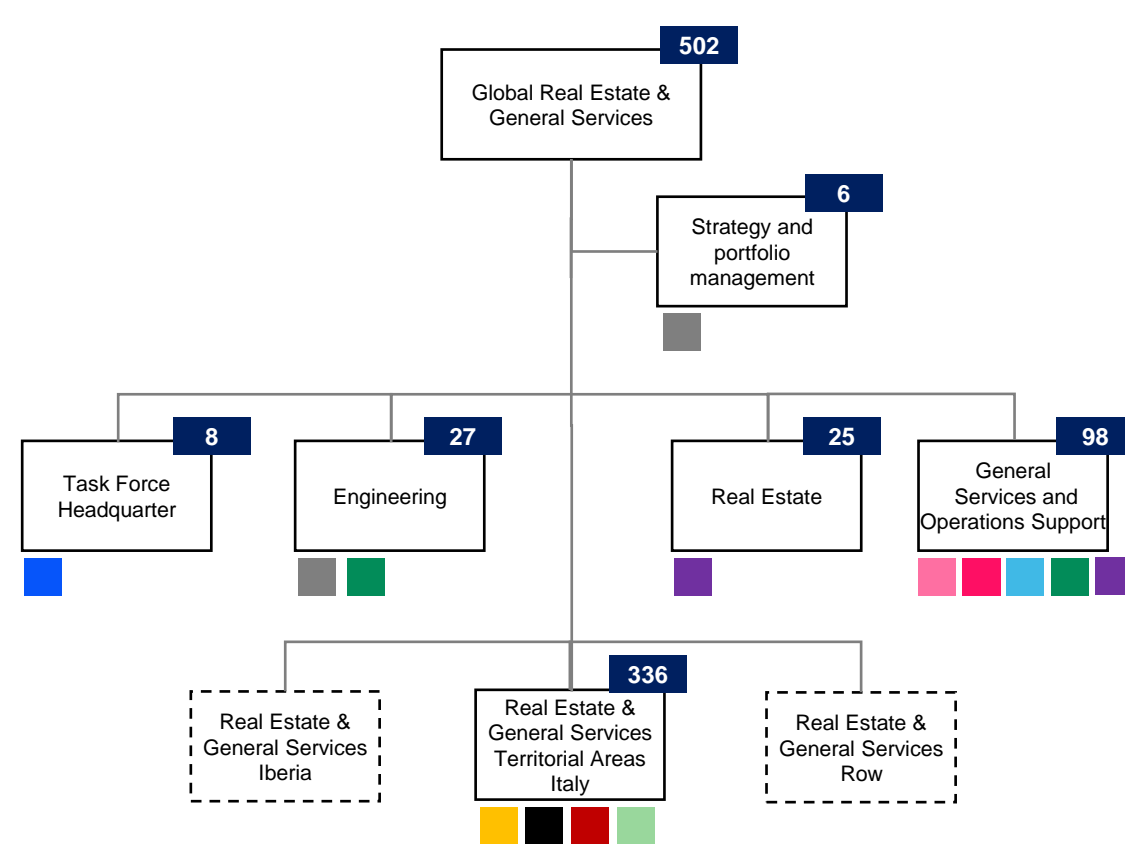 502
Global Real Estate &
General Services
6
Strategy and
portfolio
management
8
Task Force
Headquarter
27
Engineering
25
Real Estate
98
General
Services and
Operations Support
Real Estate &
General Services
Iberia
336
Real Estate &
General Services
Territorial Areas
Italy
Real Estate &
General Services
Row